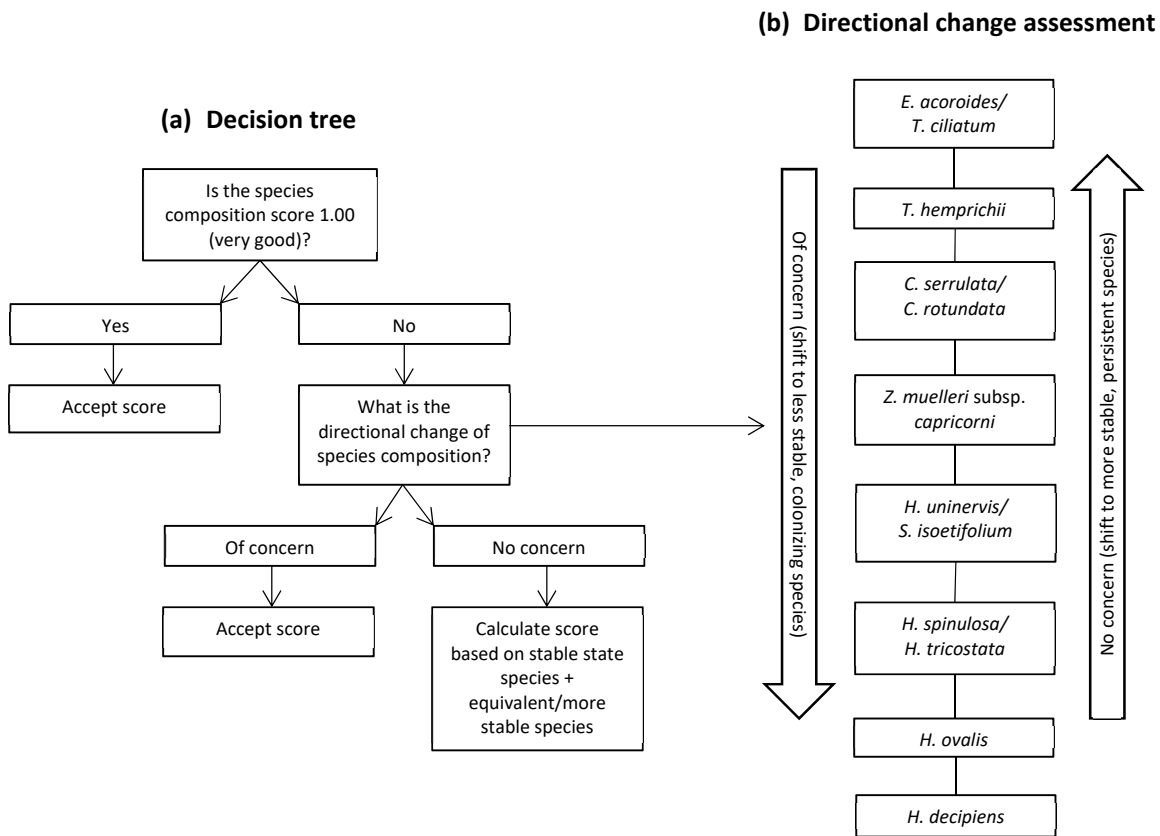 (b) Directional change assessment
(a) Decision tree
Is the species
composition score 1.00
(very good)?
Yes
No
Accept score
What is the
directional change of
species composition?
Of concern
No concern
Accept score
Calculate score
based on stable state
species +
equivalent/more
stable species
Of concern (shift to less stable, colonizing species)
E. acoroides/
T. ciliatum
T. hemprichii
C. serrulata/
C. rotundata
Z. muelleri subsp.
capricorni
H. uninervis/
S. isoetifolium
H. spinulosa/
H. tricostata
H. ovalis
H. decipiens
No concern (shift to more stable, persistent species)